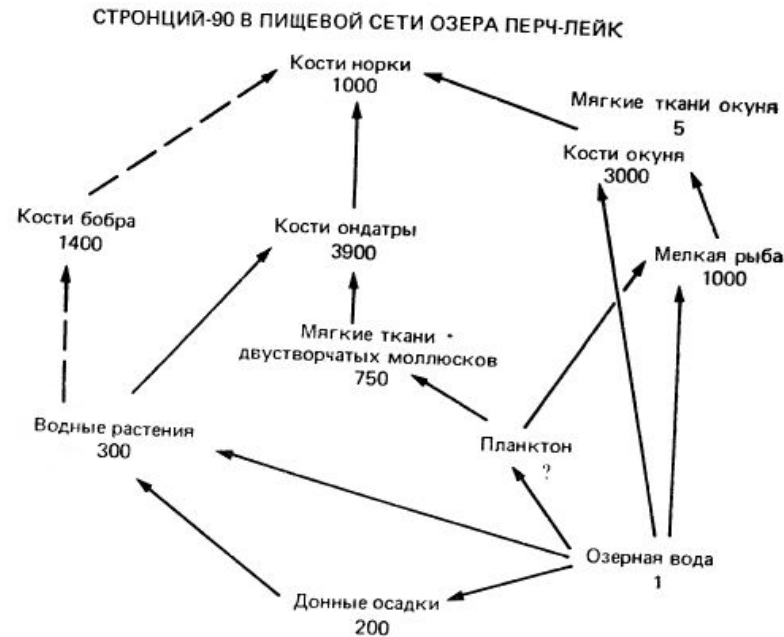 СТРОНЦИЙ-90 В ПИЩЕВОЙ СЕТИ ОЗЕРА ПЕРЧ-ЛЕЙК
Кости норки
1000
Мягкие ткани окуня
5
Кости окуня
3000
Кости бобра
1400
Кости ондатры
3900
Мелкая рыба
1000
Мягкие ткани
двустворчатых моллюсков
750
Водные растения
300
Планктон
?
Озерная вода
1
Донные осадки
200